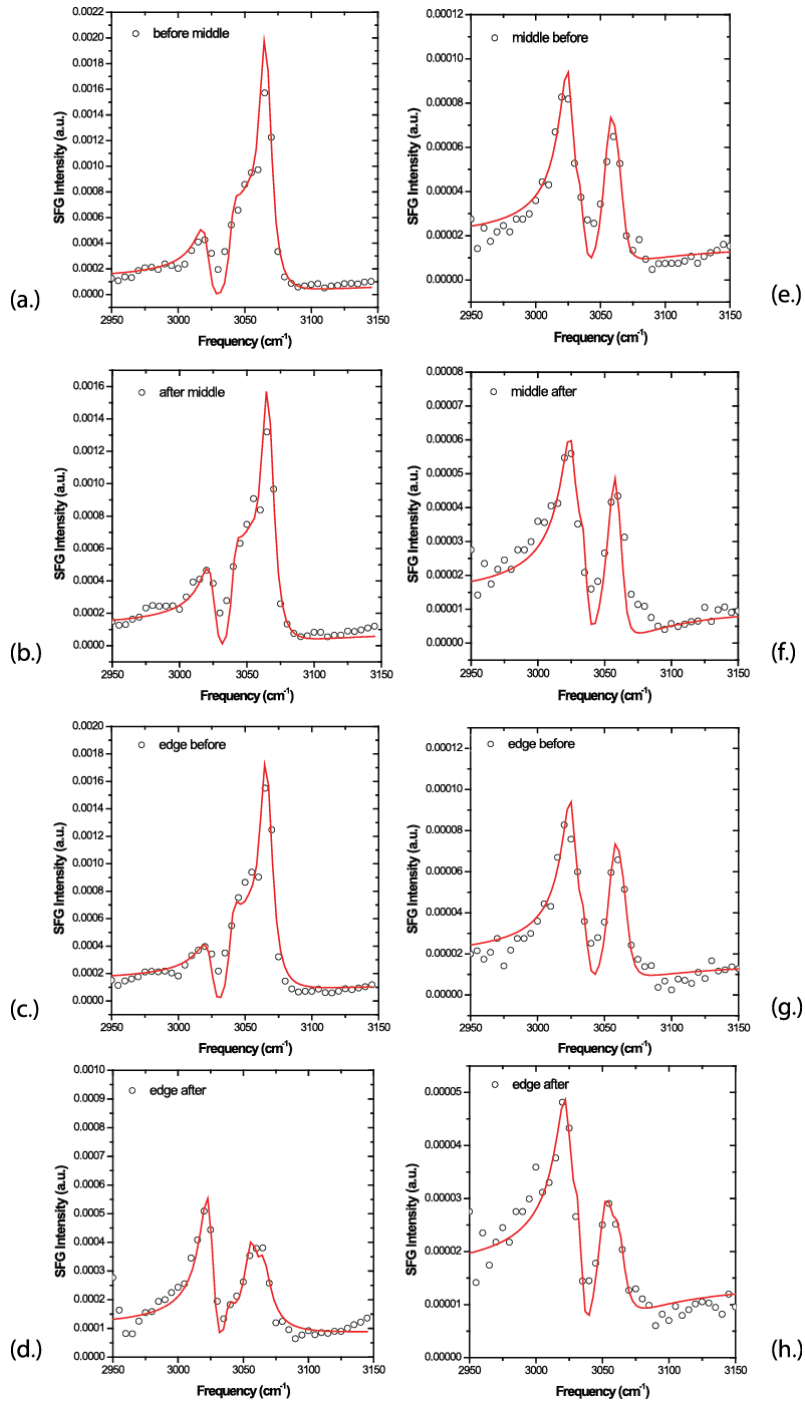 0.0022
0.0020
0.0018
0.0016
0.0014
0.0012
0.0010
0.0008
0.0006
0.0004
0.0002
0.0000
SFG Intensity (a.u.)
before middle
2950 3000 3050 3100 3150
Frequency (cm⁻¹)
(a.)
0.00012
0.00010
0.00008
0.00006
0.00004
0.00002
0.00000
SFG Intensity (a.u.)
middle before
2950 3000 3050 3100 3150
Frequency (cm⁻¹)
(e.)
0.0016
0.0014
0.0012
0.0010
0.0008
0.0006
0.0004
0.0002
0.0000
SFG Intensity (a.u.)
after middle
2950 3000 3050 3100 3150
Frequency (cm⁻¹)
(b.)
0.00008
0.00007
0.00006
0.00005
0.00004
0.00003
0.00002
0.00001
0.00000
SFG Intensity (a.u.)
middle after
2950 3000 3050 3100 3150
Frequency (cm⁻¹)
(f.)
0.0020
0.0018
0.0016
0.0014
0.0012
0.0010
0.0008
0.0006
0.0004
0.0002
0.0000
SFG Intensity (a.u.)
edge before
2950 3000 3050 3100 3150
Frequency (cm⁻¹)
(c.)
0.00012
0.00010
0.00008
0.00006
0.00004
0.00002
0.00000
SFG Intensity (a.u.)
edge before
2950 3000 3050 3100 3150
Frequency (cm⁻¹)
(g.)
0.0010
0.0009
0.0008
0.0007
0.0006
0.0005
0.0004
0.0003
0.0002
0.0001
0.0000
SFG Intensity (a.u.)
edge after
2950 3000 3050 3100 3150
Frequency (cm⁻¹)
(d.)
0.00005
0.00004
0.00003
0.00002
0.00001
0.00000
SFG Intensity (a.u.)
edge after
2950 3000 3050 3100 3150
Frequency (cm⁻¹)
(h.)